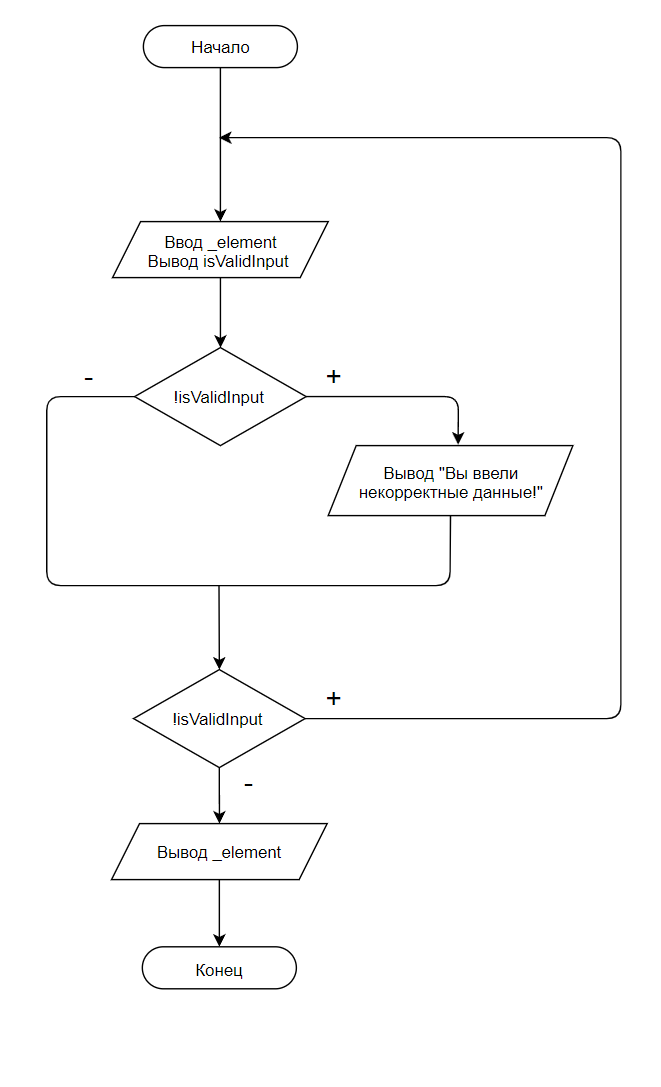 Начало
Ввод _element
Вывод isValidInput
-
+
!isValidInput
Вывод "Вы ввели
некорректные данные!"
+
!isValidInput
-
Вывод _element
Конец